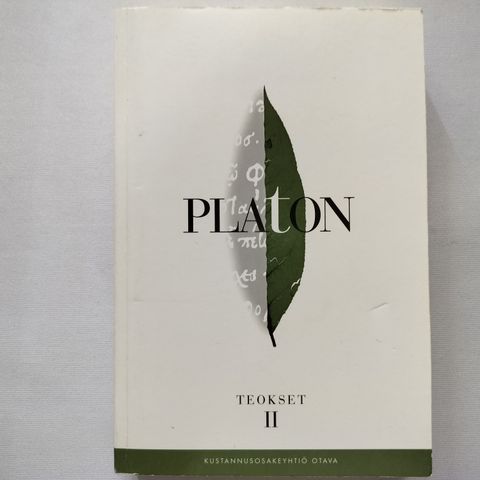 PLAtON
TEOKSET
II
KUSTANNUSOSAKEYHTIÖ OTAVA